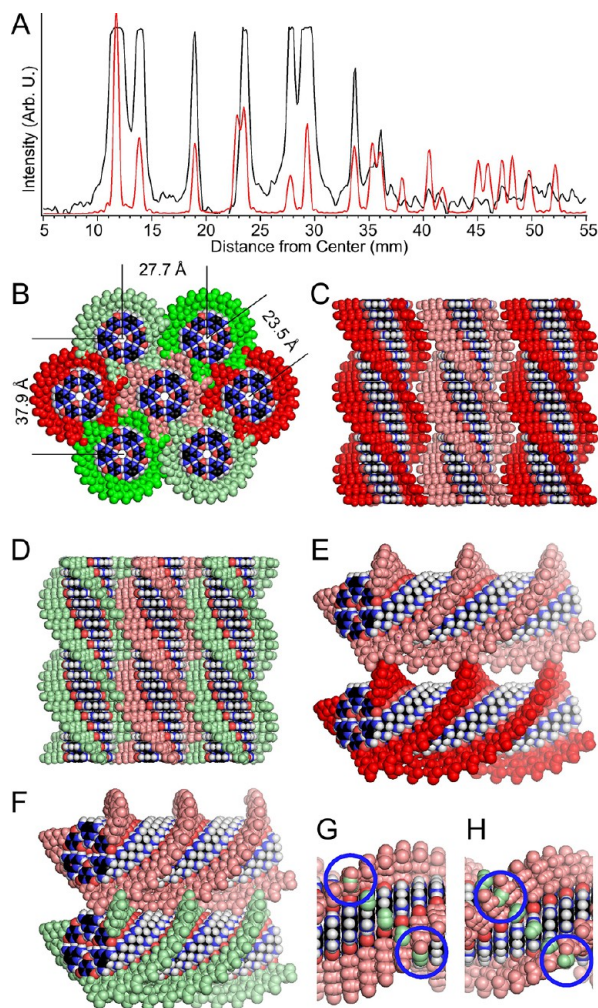 A
Intensity (Arb. U.)
5 10 15 20 25 30 35 40 45 50 55
Distance from Center (mm)
B
27.7 Å
23.5 Å
37.9 Å
C
D
E
F
G
H